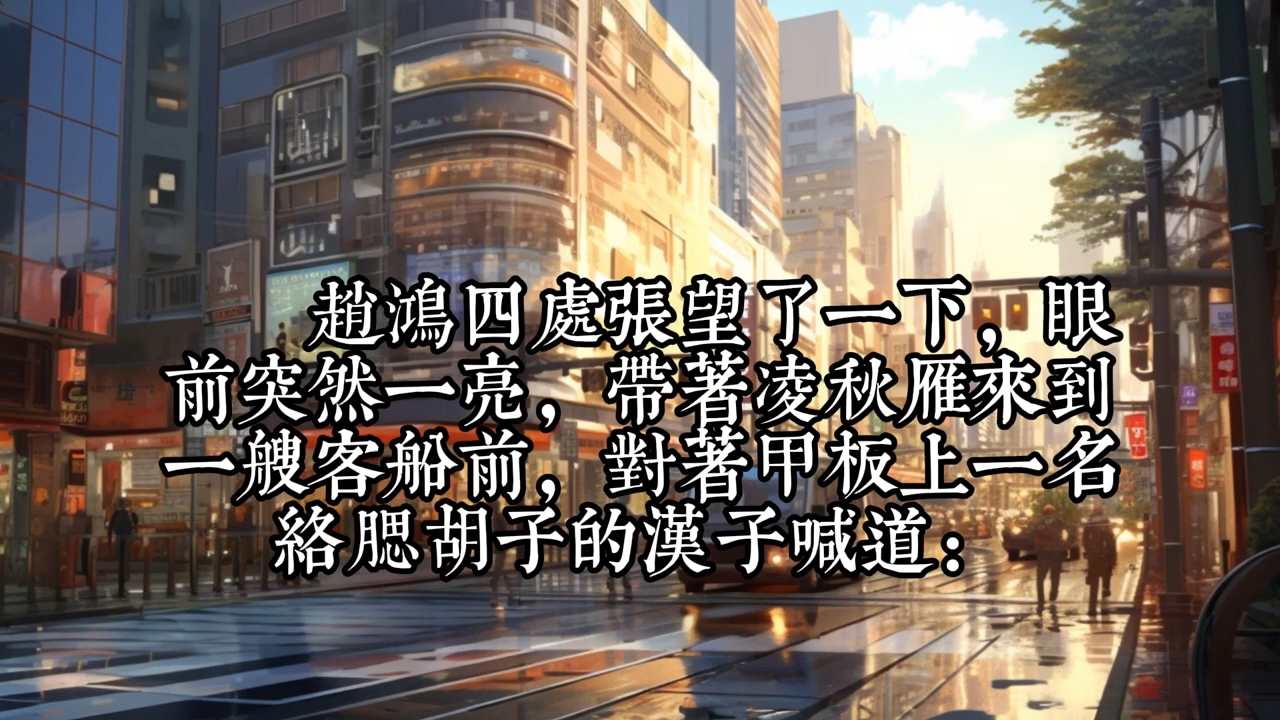 趙鴻四處張望了一下，眼
前突然一亮，帶著凌秋雁來到
一艘客船前，對著甲板上一名
絡腮胡子的漢子喊道：